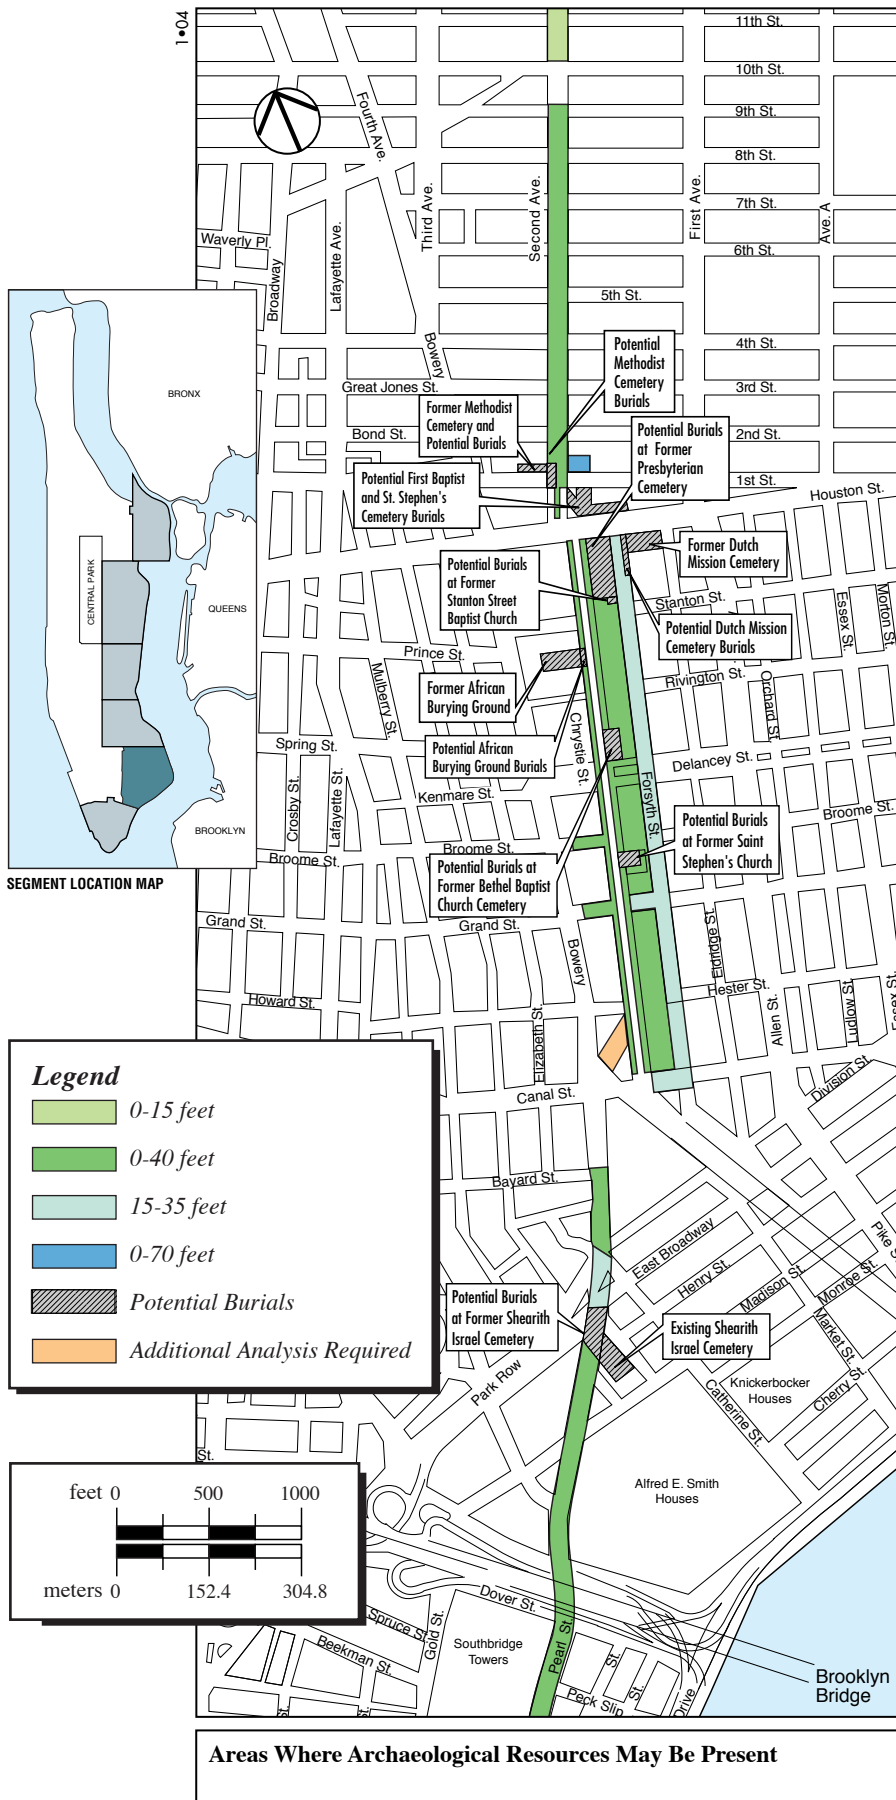 1•04
11th St.
10th St.
9th St.
8th St.
7th St.
6th St.
5th St.
4th St.
3rd St.
2nd St.
1st St.
Fourth Ave.
Third Ave.
Second Ave.
First Ave.
Ave. A
Waverly Pl.
Broadway
Lafayette Ave.
Bowery
Great Jones St.
Bond St.
Houston St.
Potential
Methodist
Cemetery
Burials
Former Methodist
Cemetery and
Potential Burials
Potential Burials
at Former
Presbyterian
Cemetery
Potential First Baptist
and St. Stephen's
Cemetery Burials
Former Dutch
Mission Cemetery
Potential Burials
at Former
Stanton Street
Baptist Church
Stanton St.
Potential Dutch Mission
Cemetery Burials
Essex St.
Morton St.
Prince St.
Mulberry St.
Former African
Burying Ground
Rivington St.
Orchard St.
Potential African
Burying Ground Burials
Chrystie St.
Forsyth St.
Spring St.
Delancey St.
Kenmare St.
Crosby St.
Lafayette St.
Broome St.
Broome St.
Broome St.
Potential Burials
at Former Saint
Stephen's Church
Potential Burials at
Former Bethel Baptist
Church Cemetery
Grand St.
Grand St.
Bowery
Eldridge St.
Hester St.
Howard St.
Elizabeth St.
Allen St.
Ludlow St.
Essex St.
Canal St.
Division St.
Bayard St.
East Broadway
Henry St.
Madison St.
Monroe St.
Pike S
Market St.
Cherry St.
Catherine St.
Potential Burials
at Former Shearith
Israel Cemetery
Existing Shearith
Israel Cemetery
Park Row
Knickerbocker
Houses
Alfred E. Smith
Houses
St.
Dover St.
Spruce St.
Gold St.
Beekman St.
Southbridge
Towers
Pearl St.
Peck Slip
St.
St.
St.
St.
Drive
Brooklyn
Bridge
BRONX
CENTRAL PARK
QUEENS
BROOKLYN
SEGMENT LOCATION MAP
Legend
0-15 feet
0-40 feet
15-35 feet
0-70 feet
Potential Burials
Additional Analysis Required
feet 0 500 1000
meters 0 152.4 304.8
Areas Where Archaeological Resources May Be Present